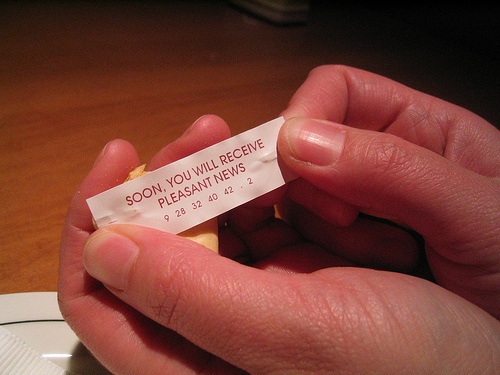 SOON, YOU WILL RECEIVE
PLEASANT NEWS
9 28 32 40 42 . 2